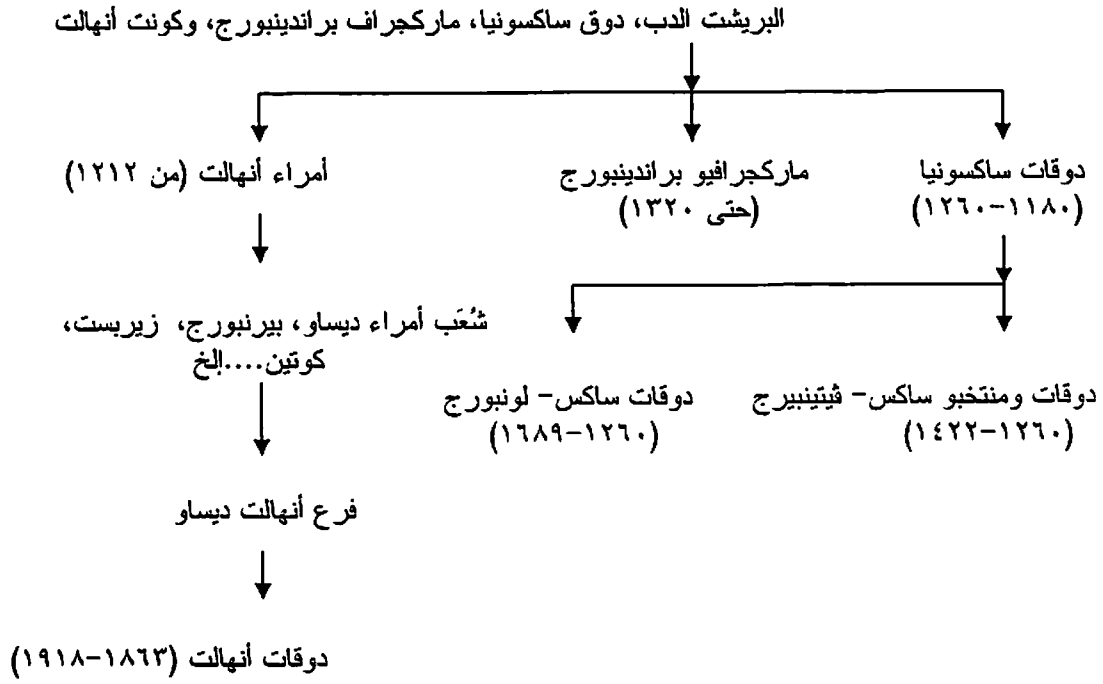 البريشت الدب، دوق ساكسونيا، ماركجراف براندينبورج، وكونت أنهالت
دوقات ساكسونيا
(١١٨٠-١٢٦٠)
ماركجرافيو براندينبورج
(حتى ١٣٢٠)
أمراء أنهالت (من ١٢١٢)
شُعَب أمراء ديساو، بيرنبورج، زيربست،
كوتين....إلخ
دوقات ومنتخبو ساكس- ڤيتينبيرج
(١٢٦٠-١٤٢٢)
دوقات ساكس- لونبورج
(١٢٦٠-١٦٨٩)
فرع أنهالت ديساو
دوقات أنهالت (١٨٦٣-١٩١٨)